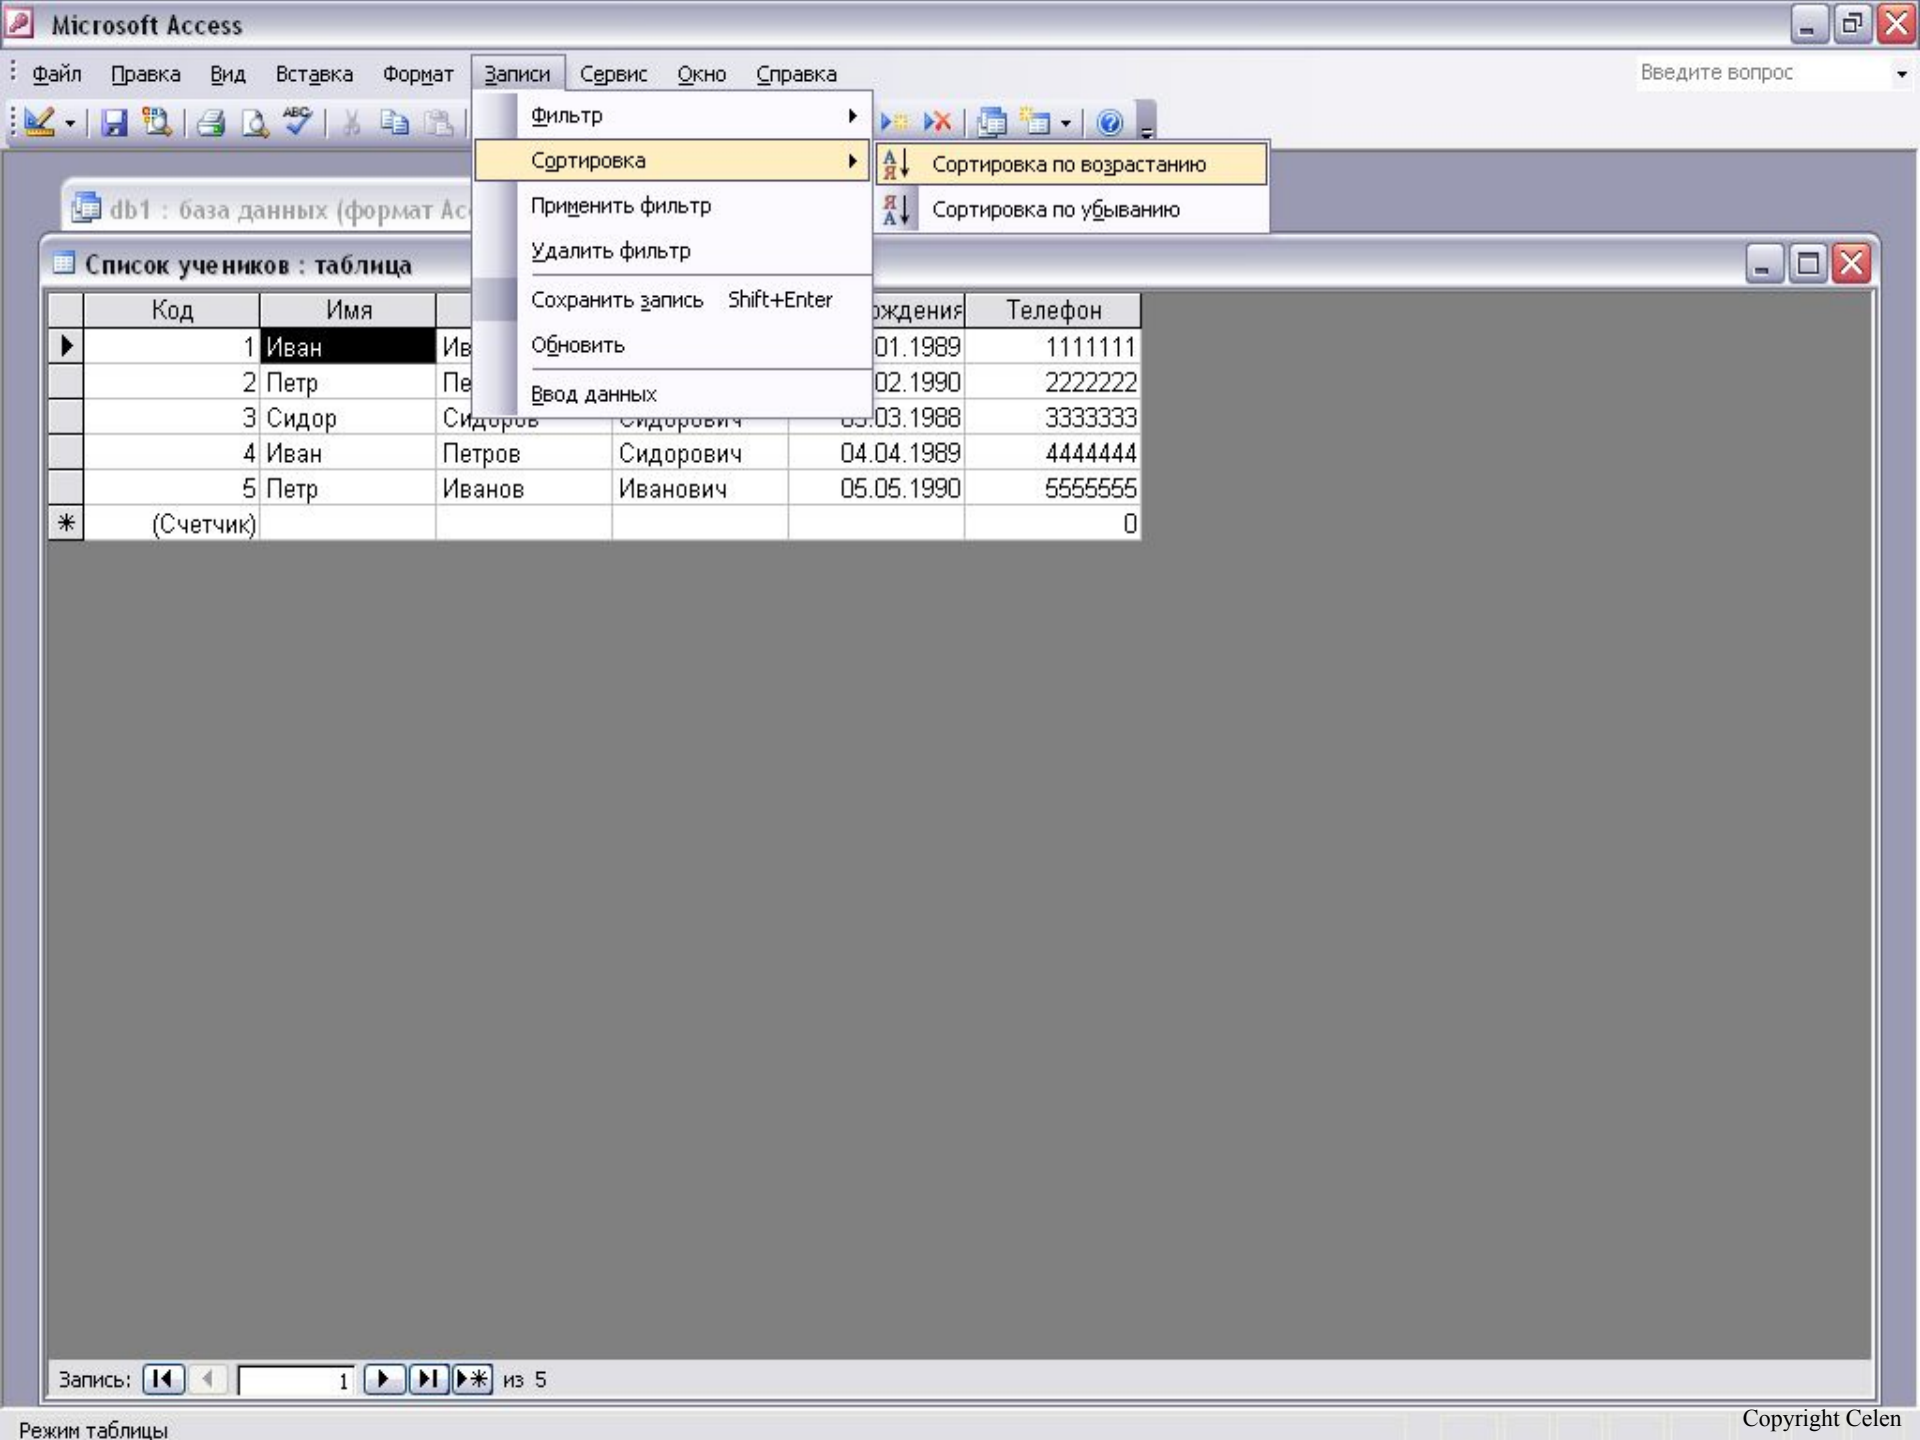 Microsoft Access
Файл Правка Вид Вставка Формат Записи Сервис Окно Справка Введите вопрос
Фильтр
Сортировка
Сортировка по возрастанию
Сортировка по убыванию
Применить фильтр
Удалить фильтр
Сохранить запись Shift+Enter
Обновить
Ввод данных
db1 : база данных (формат Ac
Список учеников : таблица
Код Имя ождения Телефон
1 Иван Ив 01.1989 1111111
2 Петр Пе 02.1990 2222222
3 Сидор Сидоров Сидорович 03.03.1988 3333333
4 Иван Петров Сидорович 04.04.1989 4444444
5 Петр Иванов Иванович 05.05.1990 5555555
(Счетчик) 0
Запись: 1 из 5
Режим таблицы
Copyright Celen